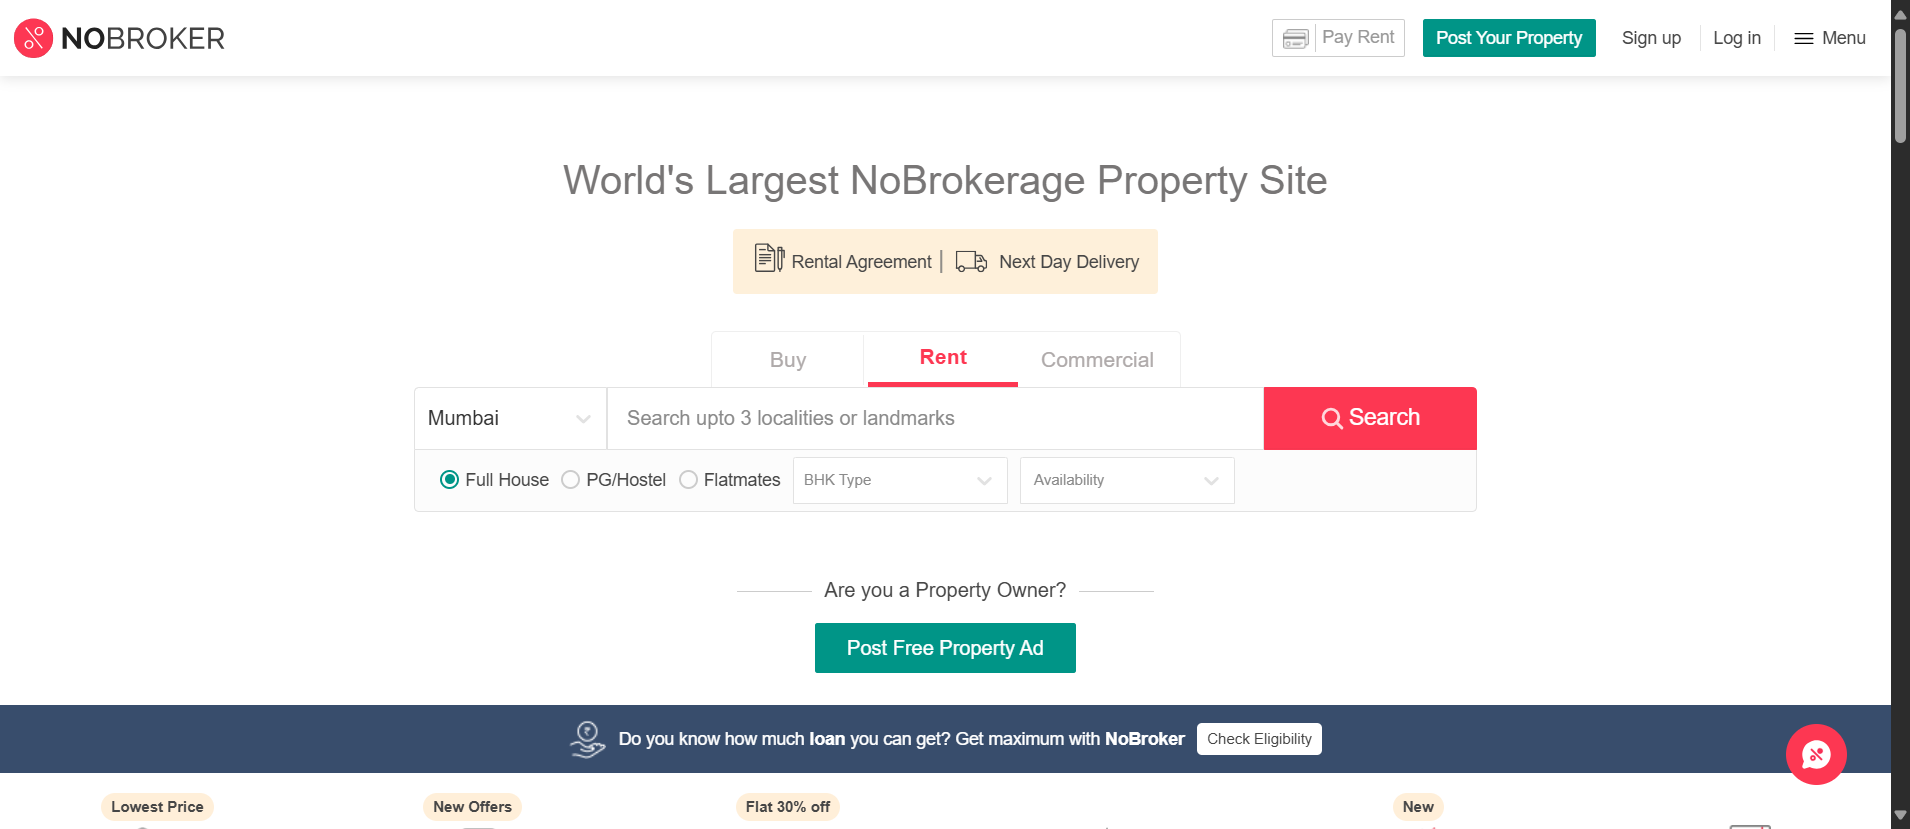 NOBROKER
Pay Rent
Post Your Property
Sign up
Log in
Menu
World's Largest NoBrokerage Property Site
Rental Agreement | Next Day Delivery
Buy
Rent
Commercial
Mumbai
Search upto 3 localities or landmarks
Search
Full House
PG/Hostel
Flatmates
BHK Type
Availability
Are you a Property Owner?
Post Free Property Ad
Do you know how much loan you can get? Get maximum with NoBroker
Check Eligibility
Lowest Price
New Offers
Flat 30% off
New